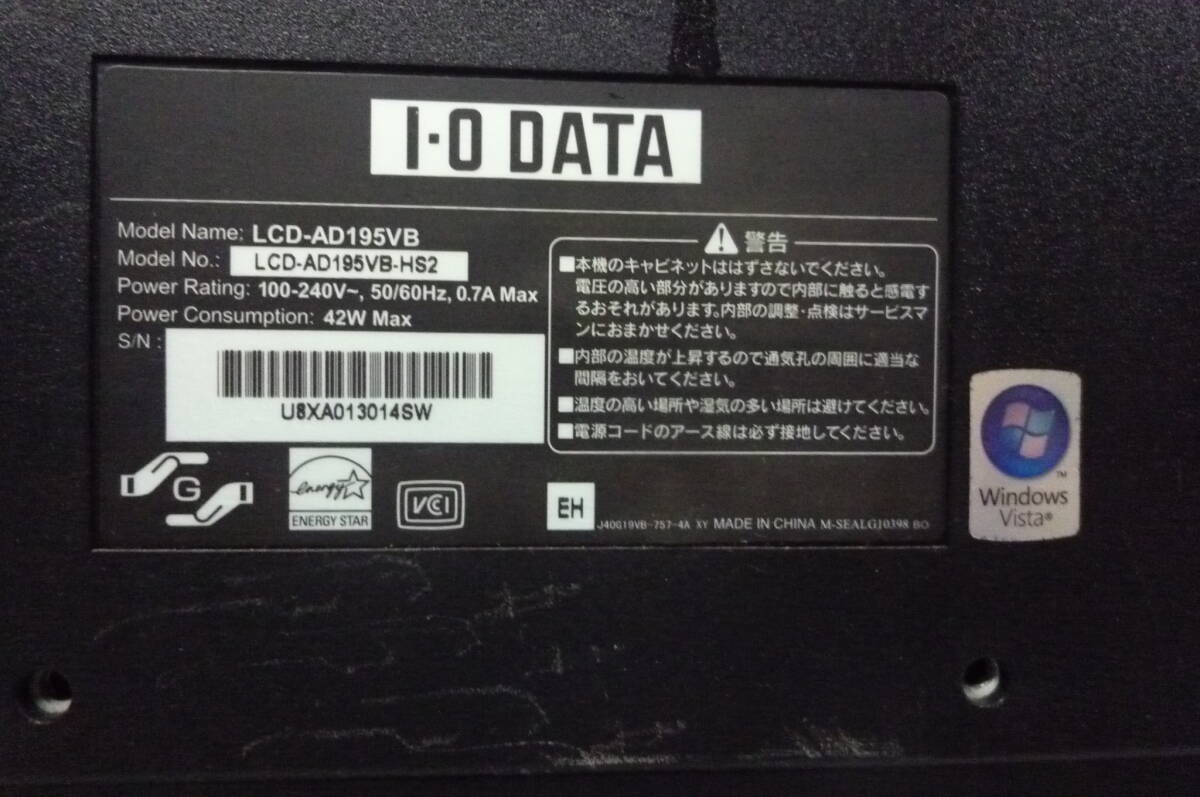 I·O DATA
Model Name: LCD-AD195VB
Model No.: LCD-AD195VB-HS2
Power Rating: 100-240V~, 50/60Hz, 0.7A Max
Power Consumption: 42W Max
S/N :
U8XA013014SW
警告
■本機のキャビネットははずさないでください。
電圧の高い部分がありますので内部に触ると感電す
るおそれがあります。内部の調整・点検はサービスマ
ンにおまかせください。
■内部の温度が上昇するので通気孔の周囲に適当な
間隔をおいてください。
■温度の高い場所や湿気の多い場所は避けてください。
■電源コードのアース線は必ず接地してください。
G
energy
ENERGY STAR
VCCI
EH
J40G19VB-757-4A XY MADE IN CHINA M-SEALG10398 BO
Windows
Vista®
TM